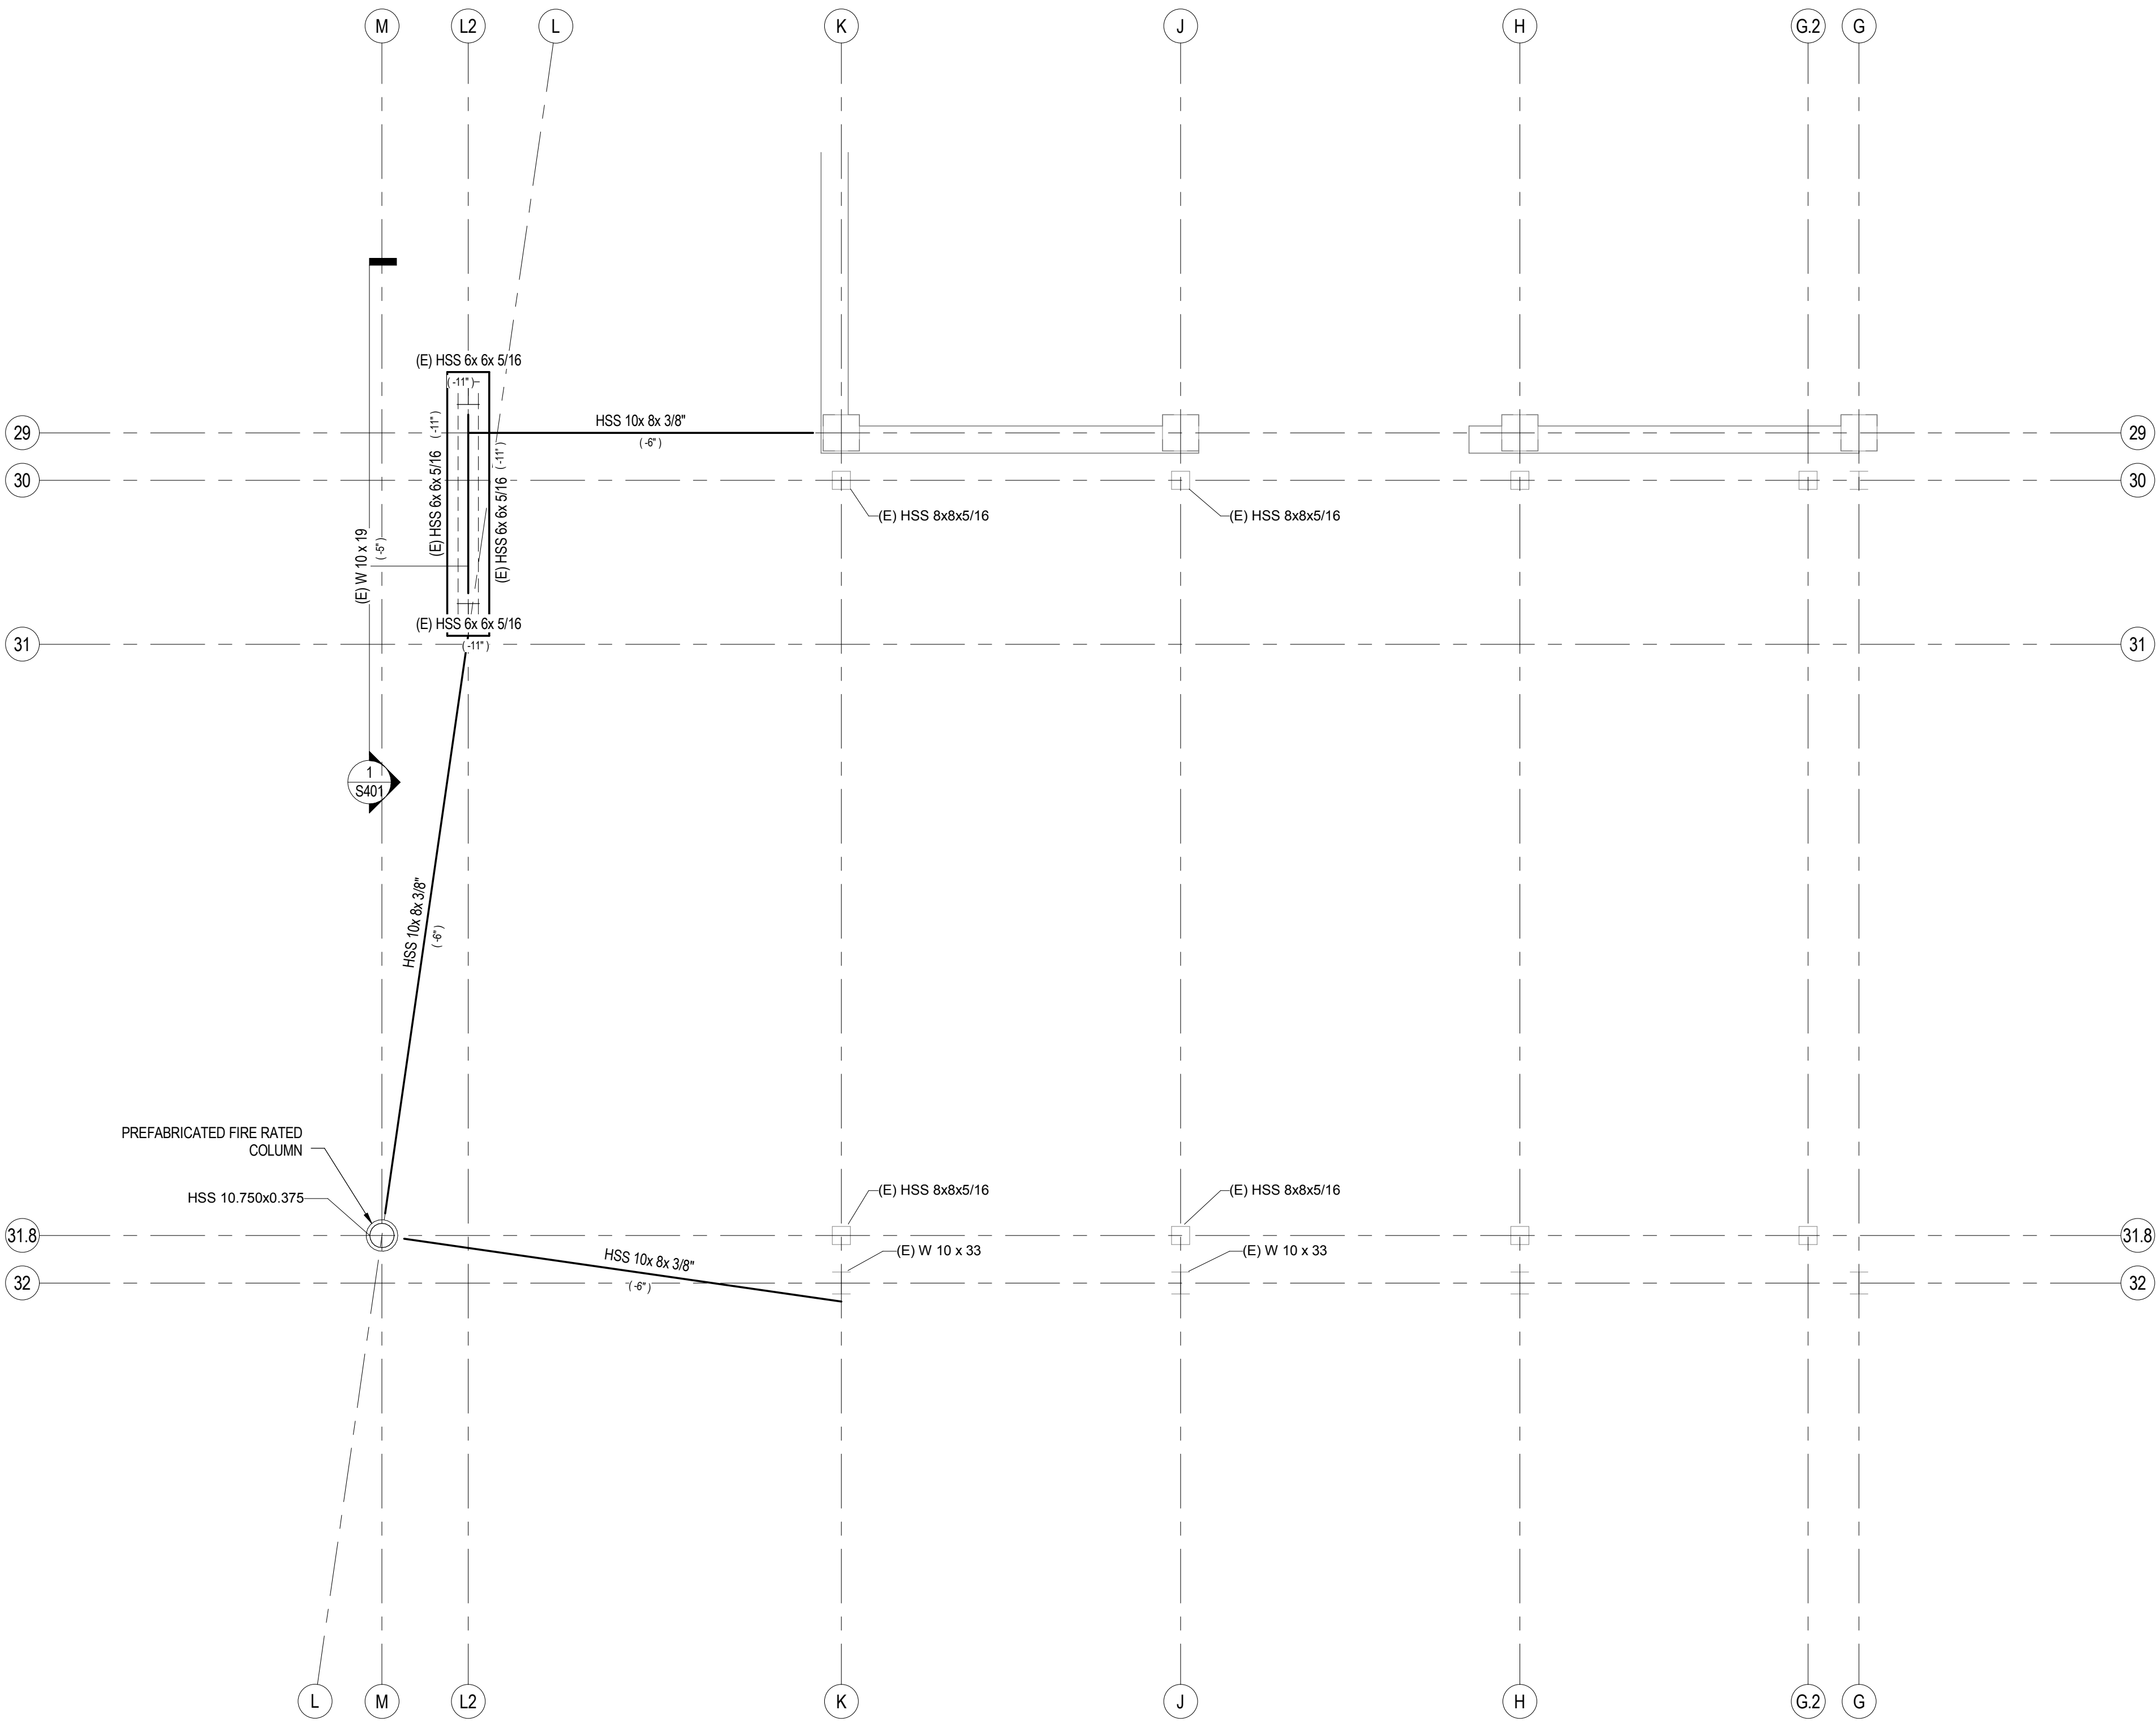 M
L2
L
K
J
H
G.2
G
(E) HSS 6x 6x 5/16
( -11" )
29
(E) HSS 6x 6x 5/16
( -11" )
(E) HSS 6x 6x 5/16
( -11" )
HSS 10x 8x 3/8"
( -6" )
29
30
(E) HSS 8x8x5/16
(E) HSS 8x8x5/16
30
(E) W 10 x 19
( -5" )
(E) HSS 6x 6x 5/16
( -11" )
31
31
1
S401
HSS 10x 8x 3/8"
( -6" )
PREFABRICATED FIRE RATED
COLUMN
HSS 10.750x0.375
(E) HSS 8x8x5/16
(E) HSS 8x8x5/16
31.8
31.8
HSS 10x 8x 3/8"
( -6" )
(E) W 10 x 33
(E) W 10 x 33
32
32
L
M
L2
K
J
H
G.2
G